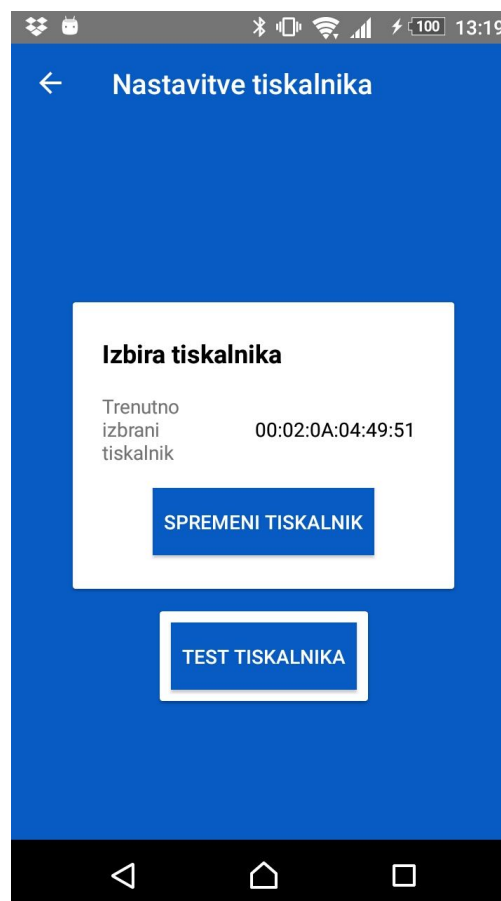 100 13:19
Nastavitve tiskalnika
Izbira tiskalnika
Trenutno
izbrani
tiskalnik
00:02:0A:04:49:51
SPREMENI TISKALNIK
TEST TISKALNIKA